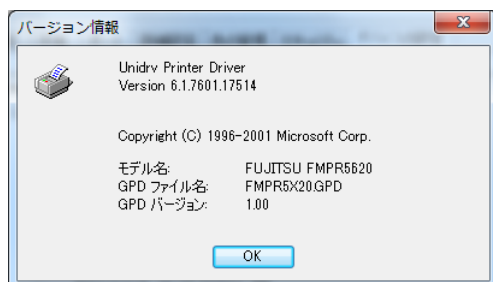 バージョン情報
Unidrv Printer Driver
Version 6.1.7601.17514
Copyright (C) 1996-2001 Microsoft Corp.
モデル名: FUJITSU FMPR5620
GPD ファイル名: FMPR5X20.GPD
GPD バージョン: 1.00
OK